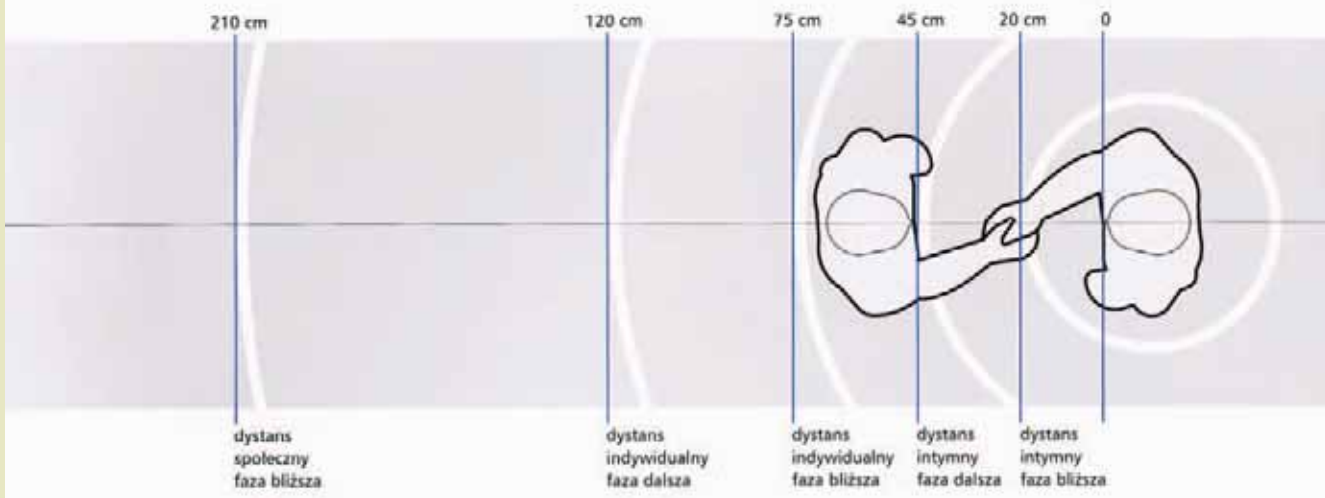 210 cm
120 cm
75 cm
45 cm
20 cm
0
dystans
społeczny
faza bliższa
dystans
indywidualny
faza dalsza
dystans
indywidualny
faza bliższa
dystans
intymny
faza dalsza
dystans
intymny
faza bliższa